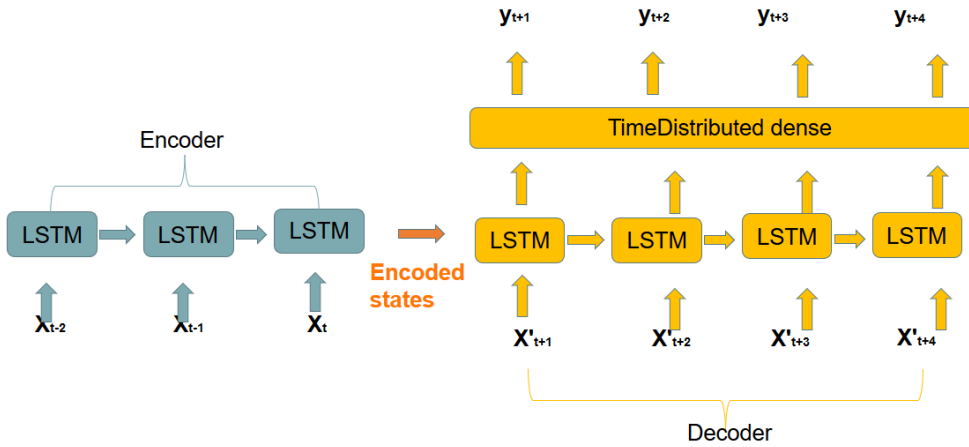 yt+1 yt+2 yt+3 yt+4
TimeDistributed dense
Encoder
LSTM LSTM LSTM LSTM LSTM LSTM LSTM
Encoded
states
Xt-2 Xt-1 Xt
X't+1 X't+2 X't+3 X't+4
Decoder